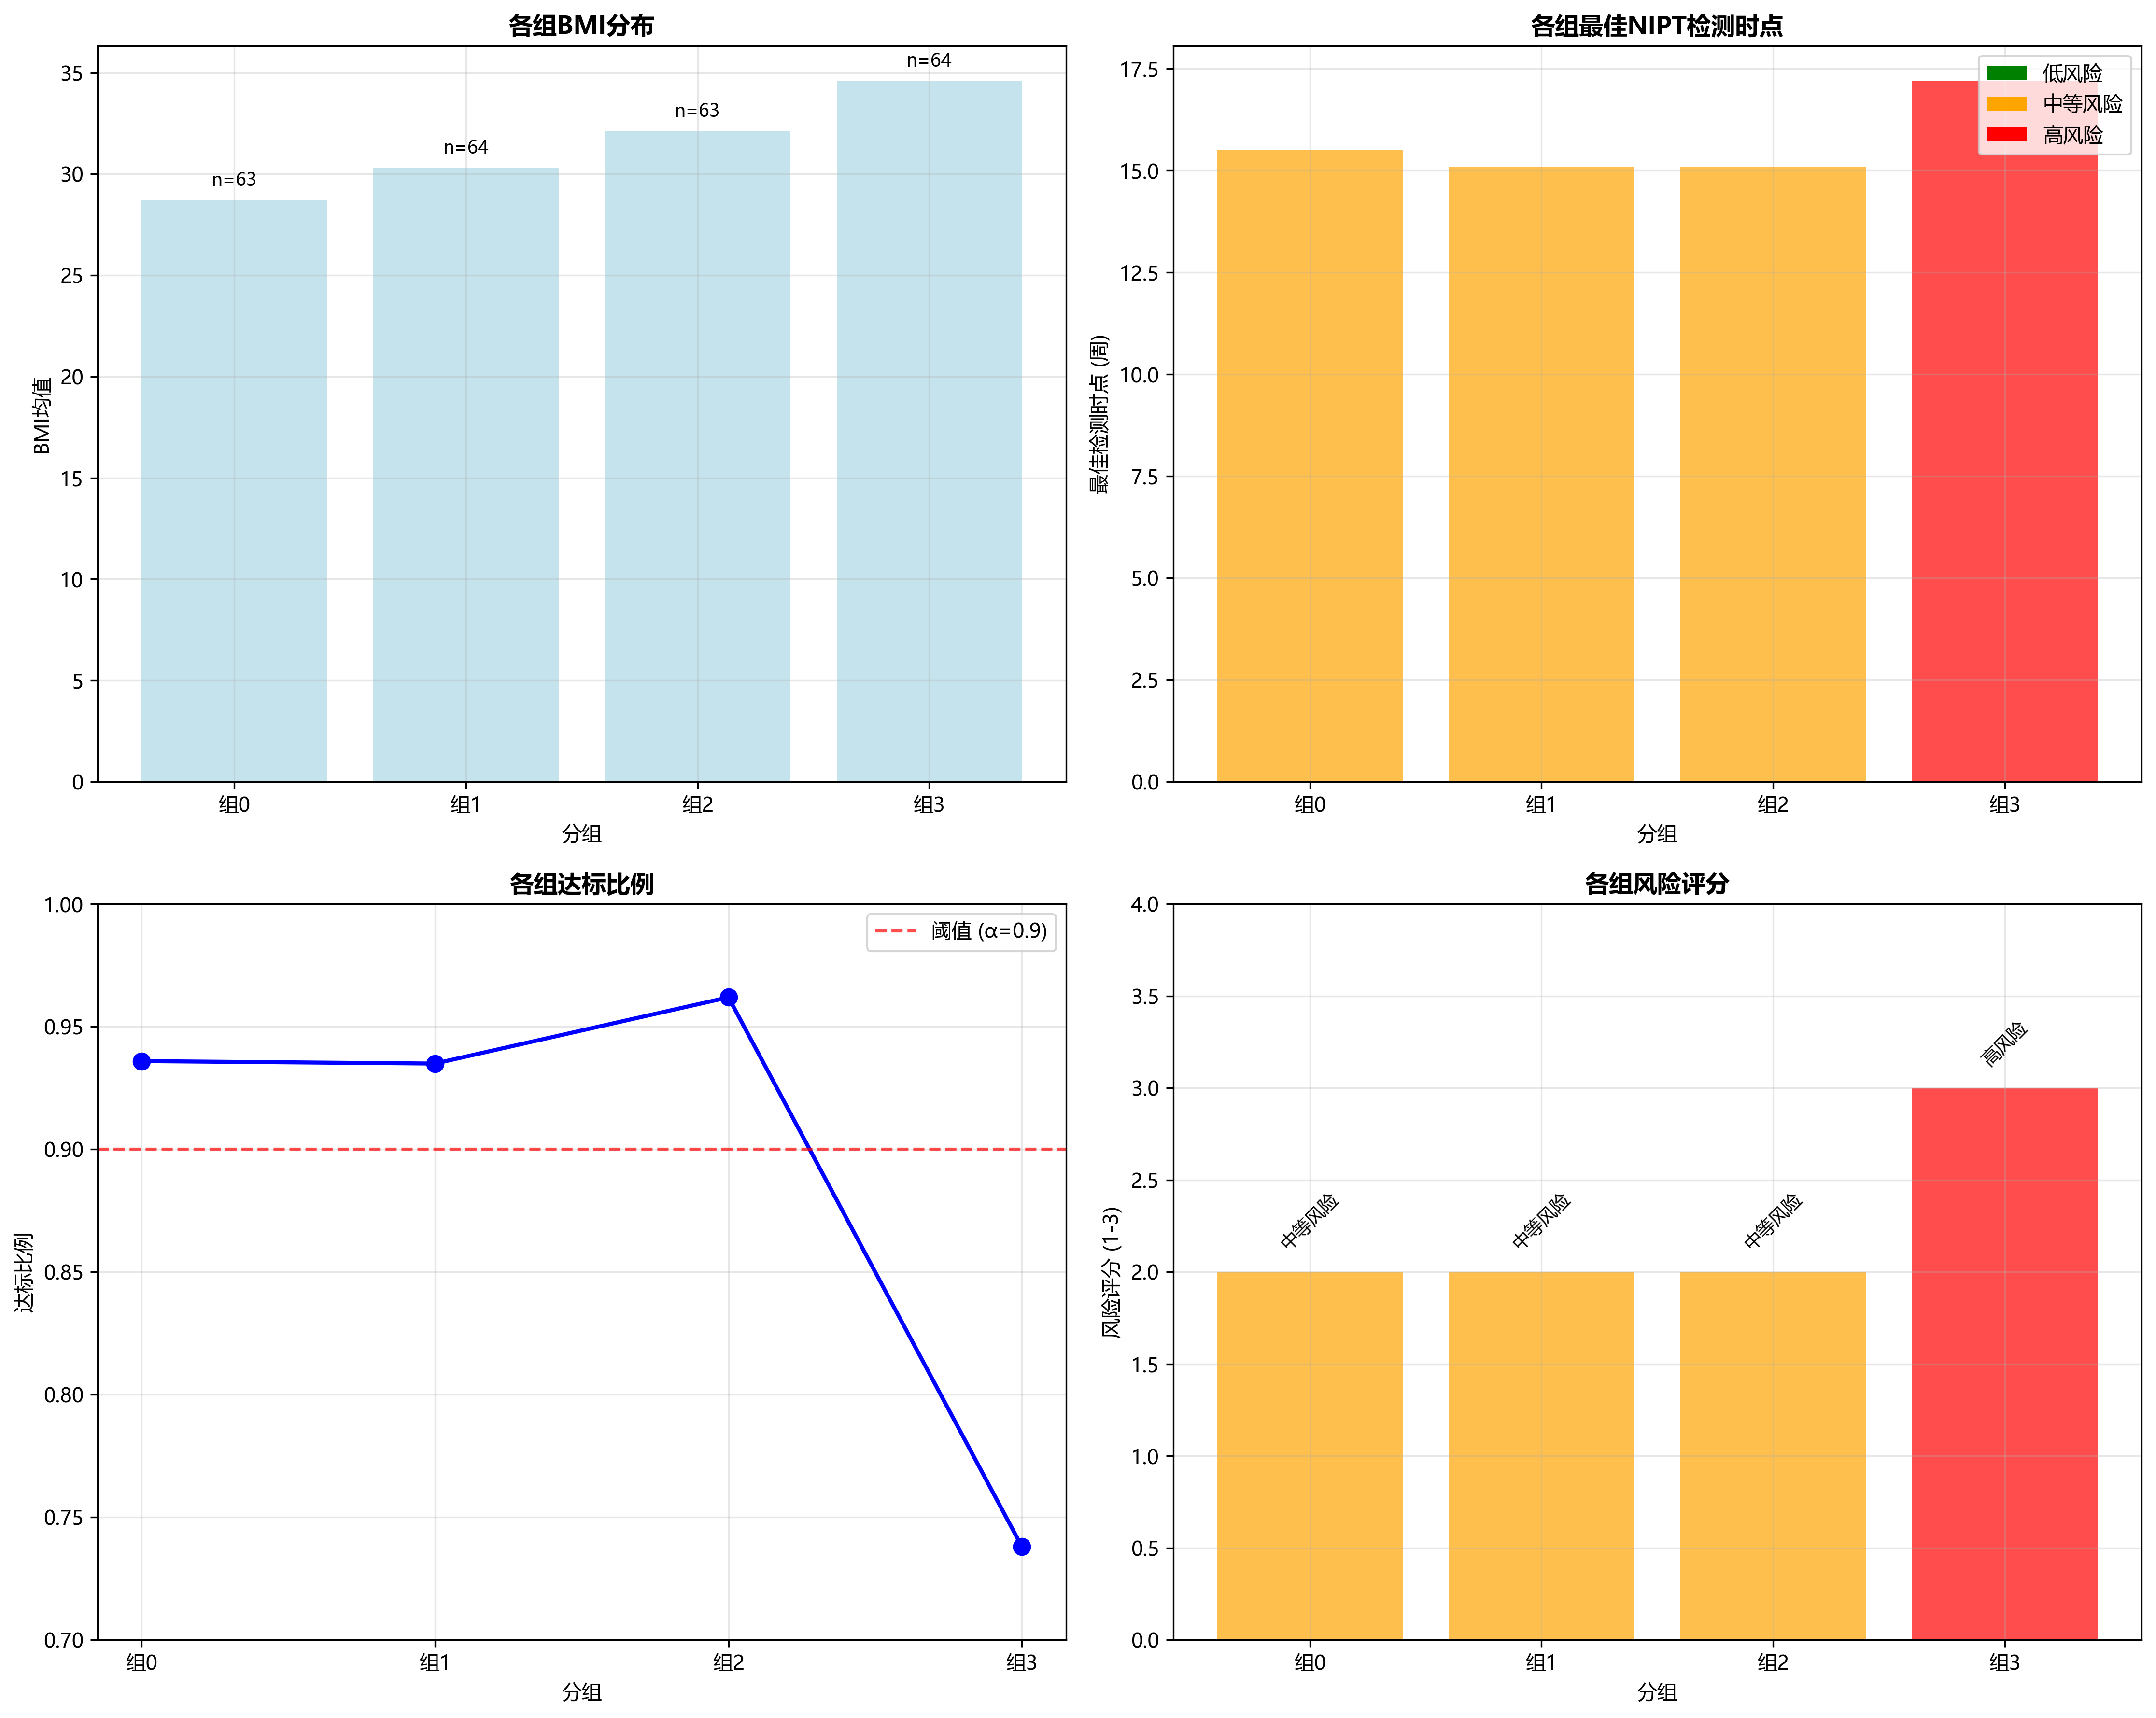 各组BMI分布
n=63
n=64
n=63
n=64
BMI均值
35
30
25
20
15
10
5
0
组0
组1
组2
组3
分组
各组最佳NIPT检测时点
低风险
中等风险
高风险
最佳检测时点 (周)
17.5
15.0
12.5
10.0
7.5
5.0
2.5
0.0
组0
组1
组2
组3
分组
各组达标比例
阈值 (α=0.9)
达标比例
1.00
0.95
0.90
0.85
0.80
0.75
0.70
组0
组1
组2
组3
分组
各组风险评分
中等风险
中等风险
中等风险
高风险
风险评分 (1-3)
4.0
3.5
3.0
2.5
2.0
1.5
1.0
0.5
0.0
组0
组1
组2
组3
分组